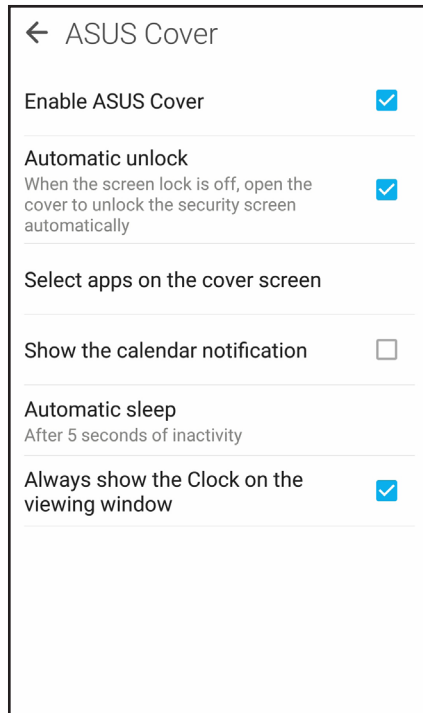 ASUS Cover
Enable ASUS Cover
Automatic unlock
When the screen lock is off, open the
cover to unlock the security screen
automatically
Select apps on the cover screen
Show the calendar notification
Automatic sleep
After 5 seconds of inactivity
Always show the Clock on the
viewing window